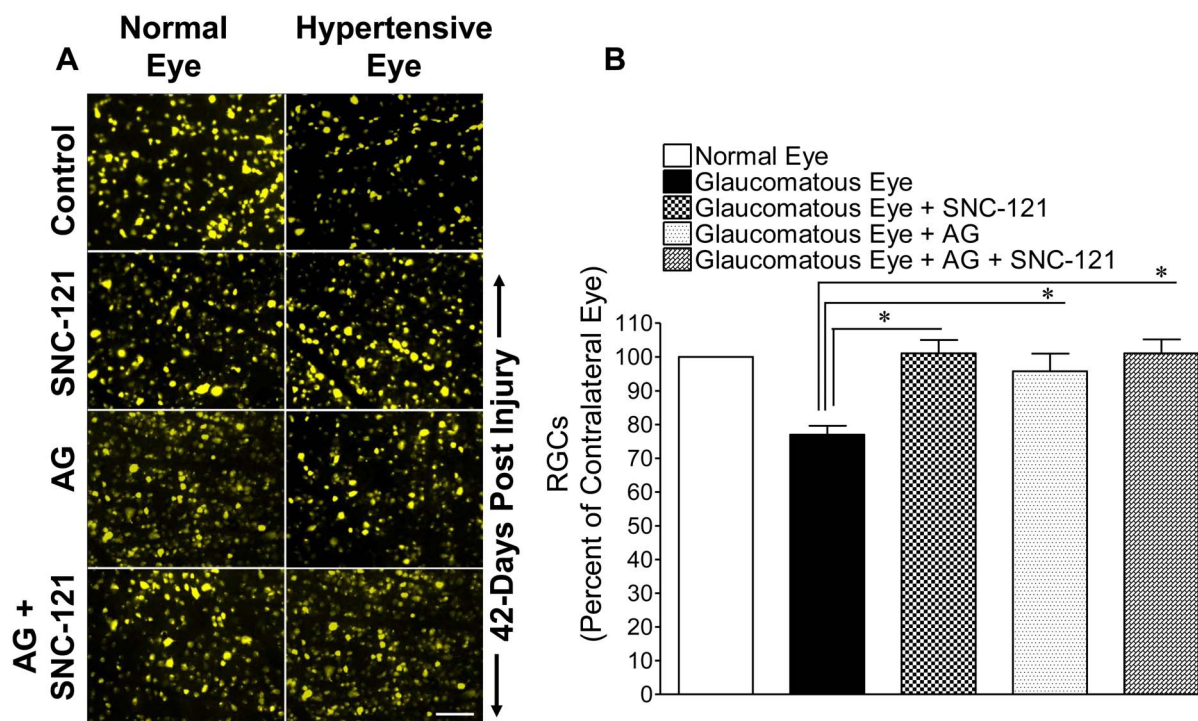 A
Normal
Eye
Hypertensive
Eye
Control
SNC-121
AG
AG +
SNC-121
42-Days Post Injury
B
Normal Eye
Glaucomatous Eye
Glaucomatous Eye + SNC-121
Glaucomatous Eye + AG
Glaucomatous Eye + AG + SNC-121
*
*
*
RGCs
(Percent of Contralateral Eye)
110
100
90
80
70
60
50
40
30
20
10
0